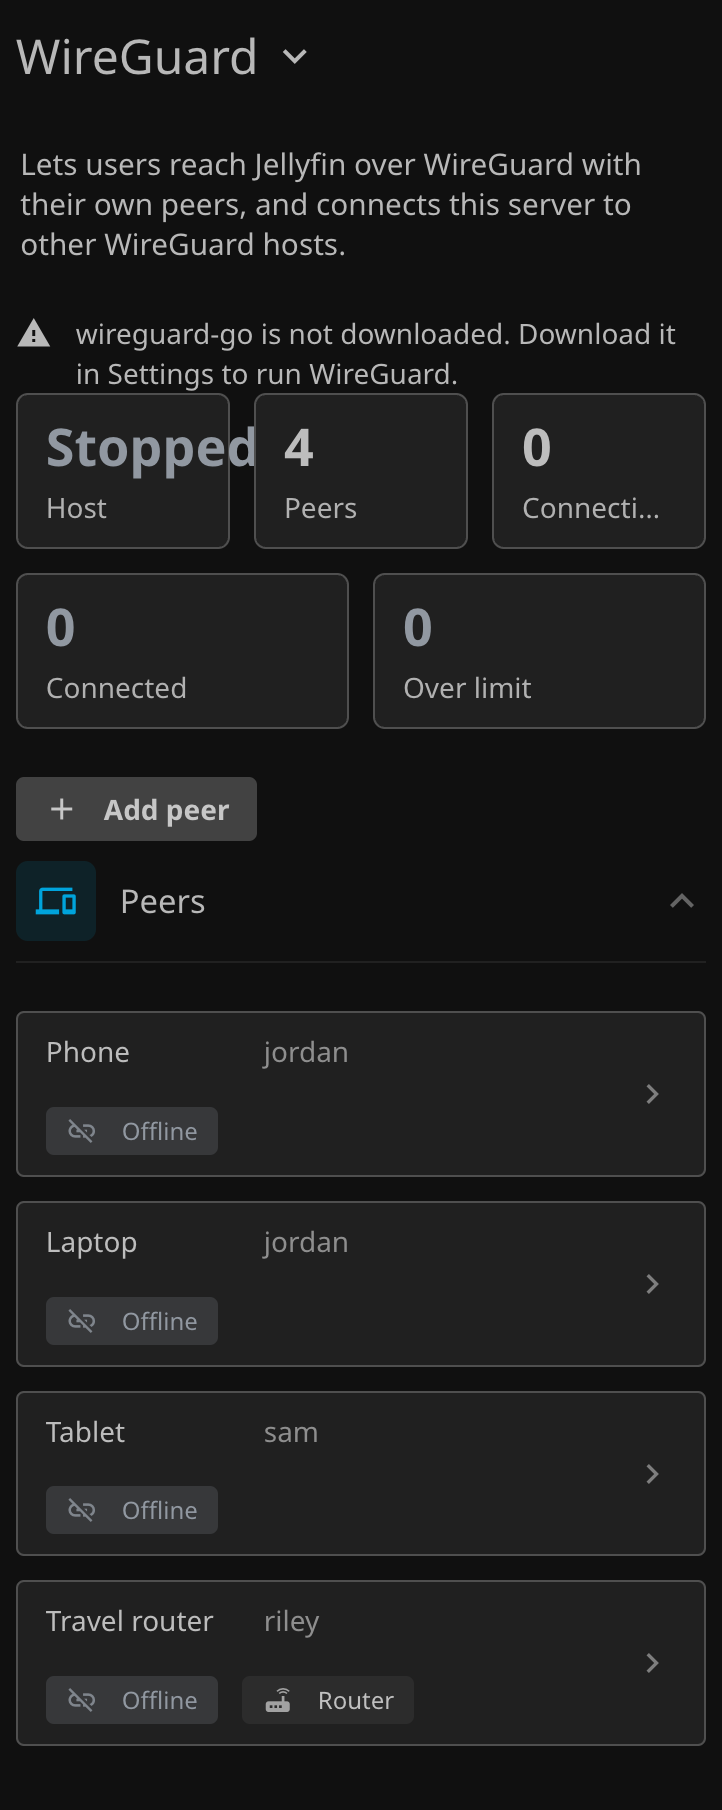 WireGuard
Lets users reach Jellyfin over WireGuard with
their own peers, and connects this server to
other WireGuard hosts.
wireguard-go is not downloaded. Download it
in Settings to run WireGuard.
Stopped
Host
4
Peers
0
Connecti...
0
Connected
0
Over limit
Add peer
Peers
Phone jordan
Offline
Laptop jordan
Offline
Tablet sam
Offline
Travel router riley
Offline Router